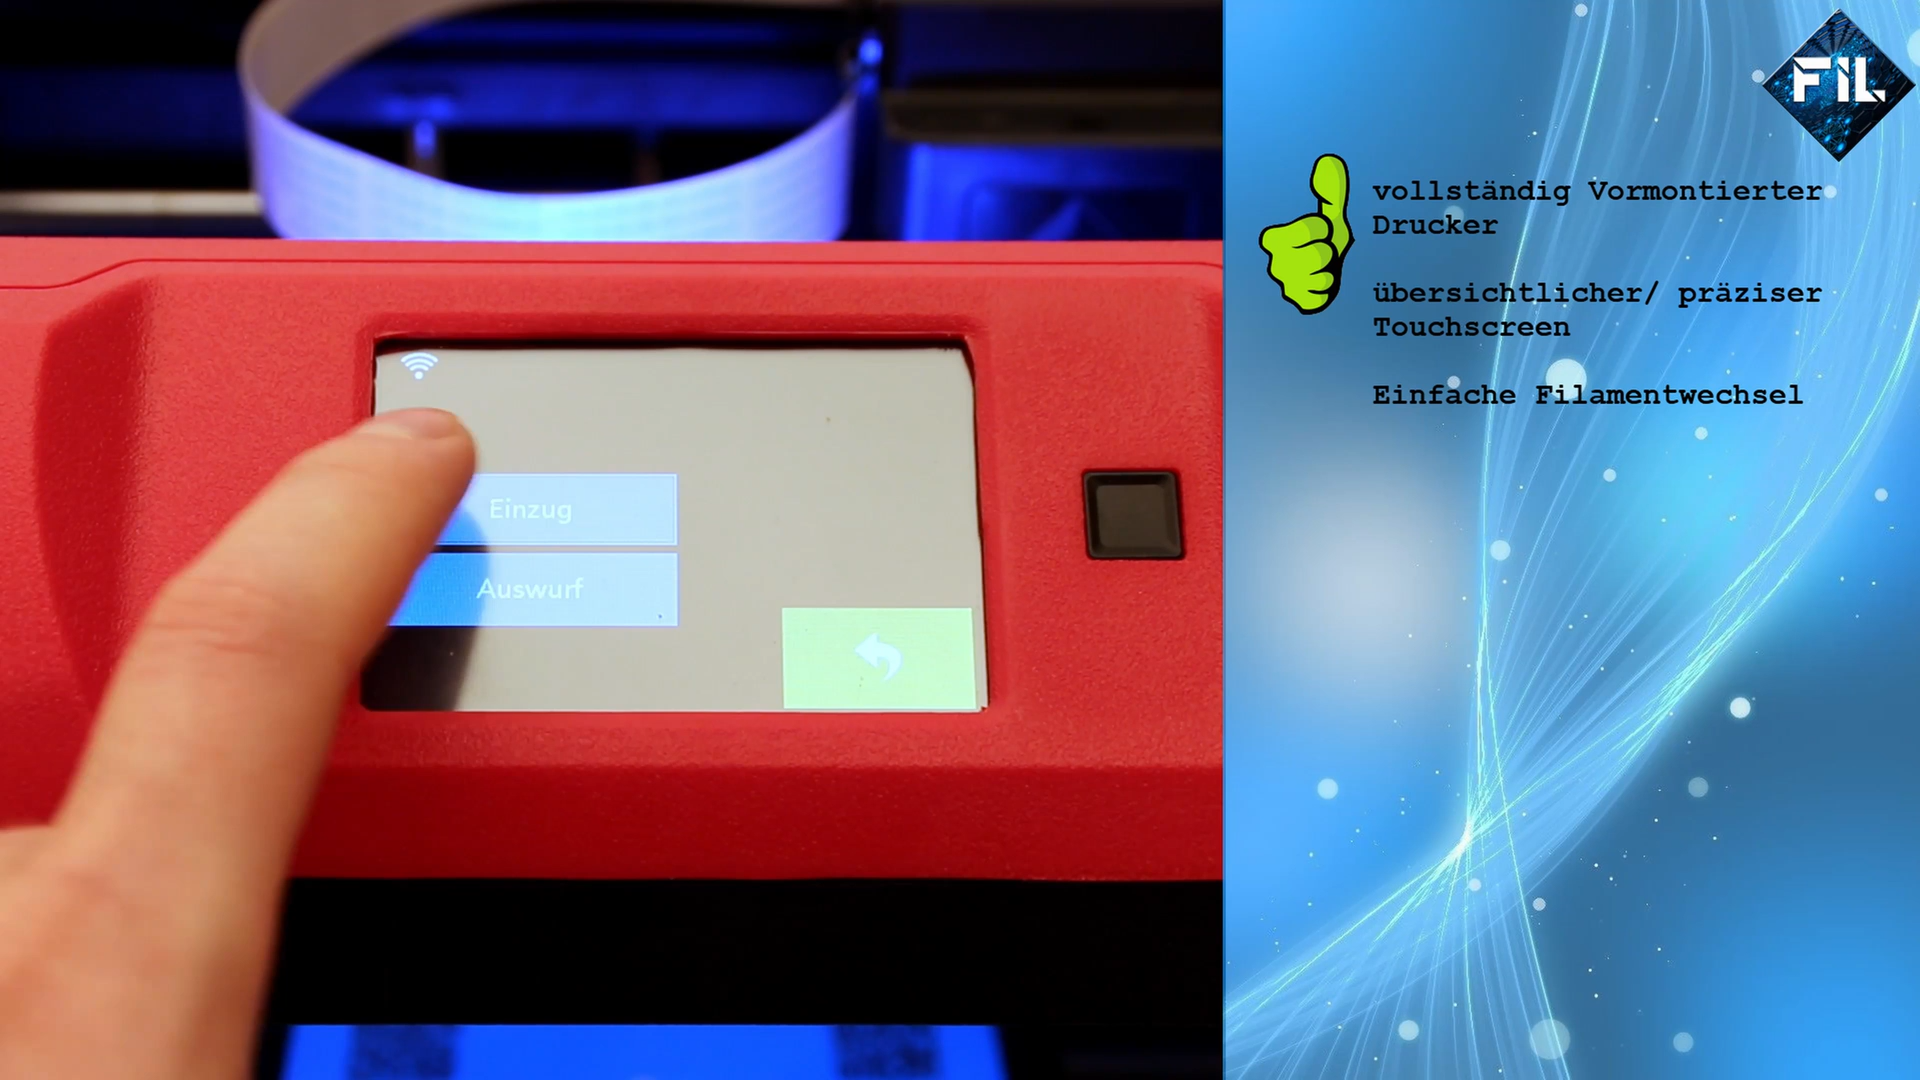 FIL
vollständig Vormontierter
Drucker
übersichtlicher/ präziser
Touchscreen
Einfache Filamentwechsel
Einzug
Auswurf